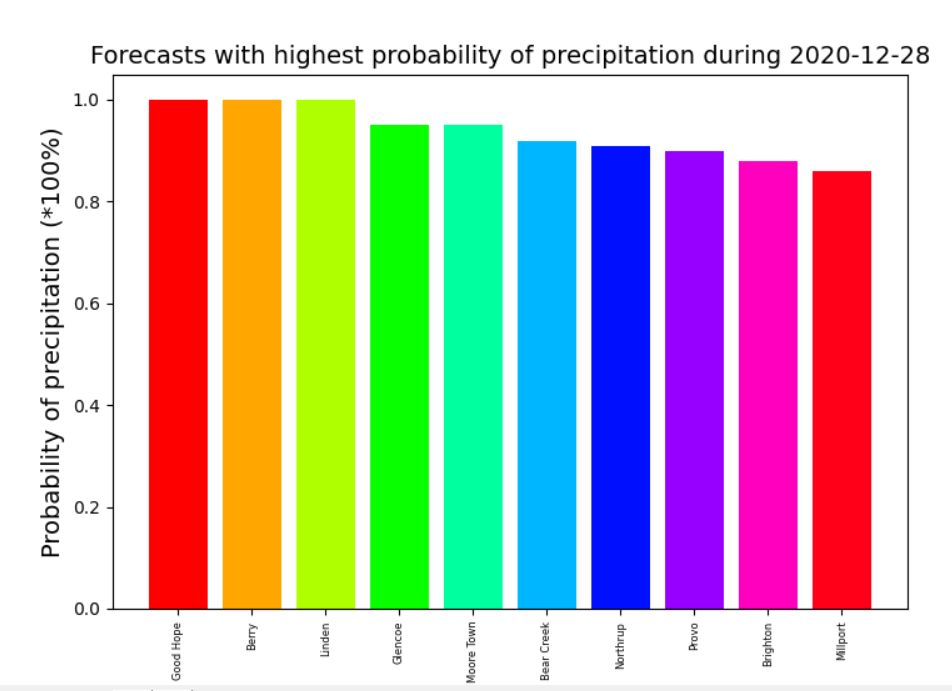 Forecasts with highest probability of precipitation during 2020-12-28
Probability of precipitation (*100%)
1.0
0.8
0.6
0.4
0.2
0.0
Good Hope
Berry
Linden
Glencoe
Moore Town
Bear Creek
Northrup
Provo
Brighton
Millport